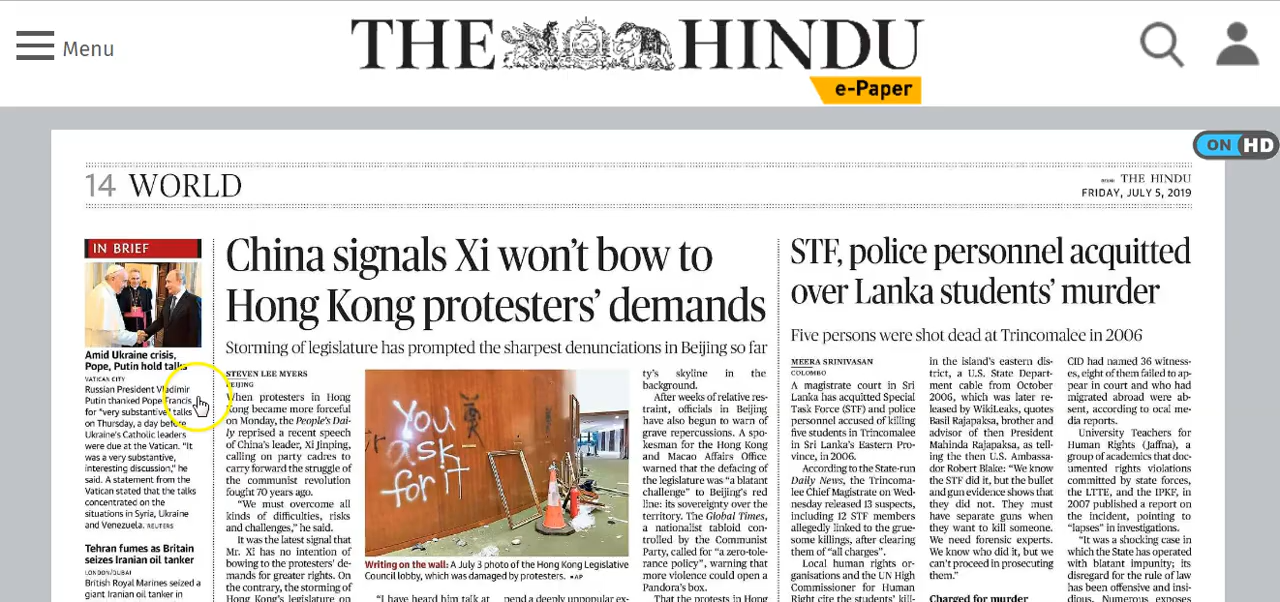 Menu
THE HINDU
e-Paper
ON HD
14 WORLD
THE HINDU
FRIDAY, JULY 5, 2019
IN BRIEF
Amid Ukraine crisis,
Pope, Putin hold talks
VATICAN CITY
Russian President Vladimir
Putin thanked Pope Francis
for "very substantive" talks
on Thursday, a day before
Ukraine's Catholic leaders
were due at the Vatican. "It
was a very substantive,
interesting discussion," he
said. A statement from the
Vatican stated that the talks
concentrated on the
situations in Syria, Ukraine
and Venezuela. REUTERS
Tehran fumes as Britain
seizes Iranian oil tanker
LONDON/DUBAI
British Royal Marines seized a
giant Iranian oil tanker in
China signals Xi won't bow to
Hong Kong protesters' demands
Storming of legislature has prompted the sharpest denunciations in Beijing so far
STEVEN LEE MYERS
BEIJING
When protesters in Hong
Kong became more forceful
on Monday, the People's Dai-
ly reprised a recent speech
of China's leader, Xi Jinping,
calling on party cadres to
carry forward the struggle of
the communist revolution
fought 70 years ago.
"We must overcome all
kinds of difficulties, risks
and challenges," he said.
It was the latest signal that
Mr. Xi has no intention of
bowing to the protesters' de-
mands for greater rights. On
the contrary, the storming of
Hong Kong's legislature on
You
ask
for it
Writing on the wall: A July 3 photo of the Hong Kong Legislative
Council lobby, which was damaged by protesters. AP
"I have heard him talk at
pend a deeply unpopular ex-
ty's skyline in the
background.
After weeks of relative res-
traint, officials in Beijing
have also begun to warn of
grave repercussions. A spo-
kesman for the Hong Kong
and Macao Affairs Office
warned that the defacing of
the legislature was "a blatant
challenge" to Beijing's red
line: its sovereignty over the
territory. The Global Times,
a nationalist tabloid con-
trolled by the Communist
Party, called for "a zero-tole-
rance policy", warning that
more violence could open a
Pandora's box.
That the protests in Hong
STF, police personnel acquitted
over Lanka students' murder
Five persons were shot dead at Trincomalee in 2006
MEERA SRINIVASAN
COLOMBO
A magistrate court in Sri
Lanka has acquitted Special
Task Force (STF) and police
personnel accused of killing
five students in Trincomalee
in Sri Lanka's Eastern Pro-
vince, in 2006.
According to the State-run
Daily News, the Trincoma-
lee Chief Magistrate on Wed-
nesday released 13 suspects,
including 12 STF members
allegedly linked to the grue-
some killings, after clearing
them of "all charges".
Local human rights or-
ganisations and the UN High
Commissioner for Human
Rights cite the students' kill-
in the island's eastern dis-
trict, a U.S. State Depart-
ment cable from October
2006, which was later re-
leased by WikiLeaks, quotes
Basil Rajapaksa, brother and
advisor of then President
Mahinda Rajapaksa, as tell-
ing the then U.S. Ambassa-
dor Robert Blake: "We know
the STF did it, but the bullet
and gun evidence shows that
they did not. They must
have separate guns when
they want to kill someone.
We need forensic experts.
We know who did it, but we
can't proceed in prosecuting
them."
Charged for murder
CID had named 36 witness-
es, eight of them failed to ap-
pear in court and who had
migrated abroad were ab-
sent, according to ocal me-
dia reports.
University Teachers for
Human Rights (Jaffna), a
group of academics that doc-
umented rights violations
committed by state forces,
the LTTE, and the IPKF, in
2007 published a report on
the incident, pointing to
"lapses" in investigations.
"It was a shocking case in
which the State has operated
with blatant impunity; its
disregard for the rule of law
has been offensive and insi-
dious. Numerous exposes